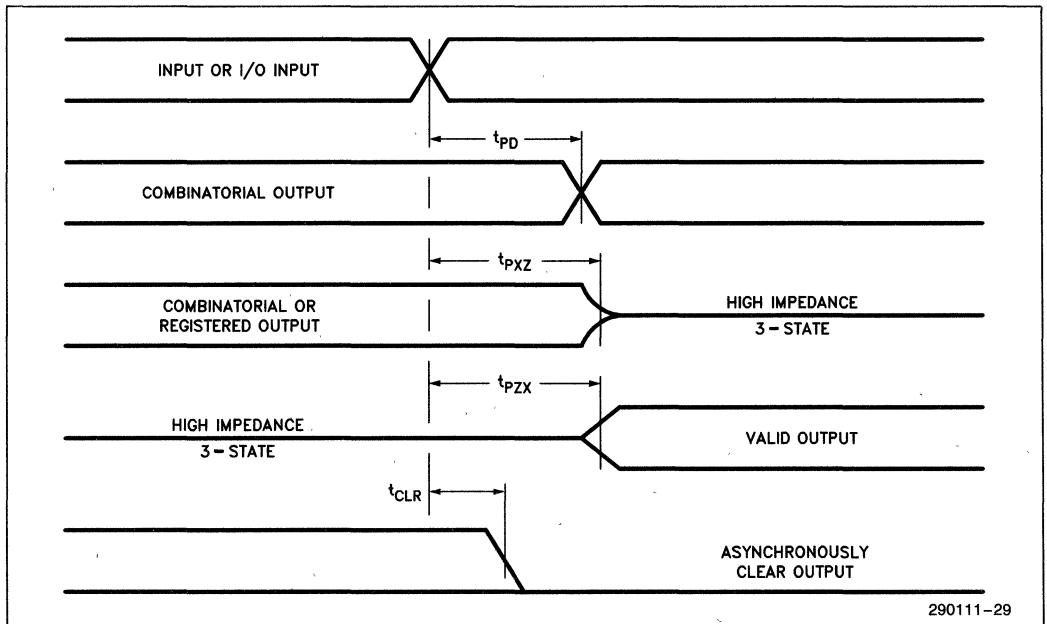 INPUT OR I/O INPUT
tPD
COMBINATORIAL OUTPUT
tPXZ
COMBINATORIAL OR
REGISTERED OUTPUT
HIGH IMPEDANCE
3-STATE
tPZX
HIGH IMPEDANCE
3-STATE
VALID OUTPUT
tCLR
ASYNCHRONOUSLY
CLEAR OUTPUT
290111-29